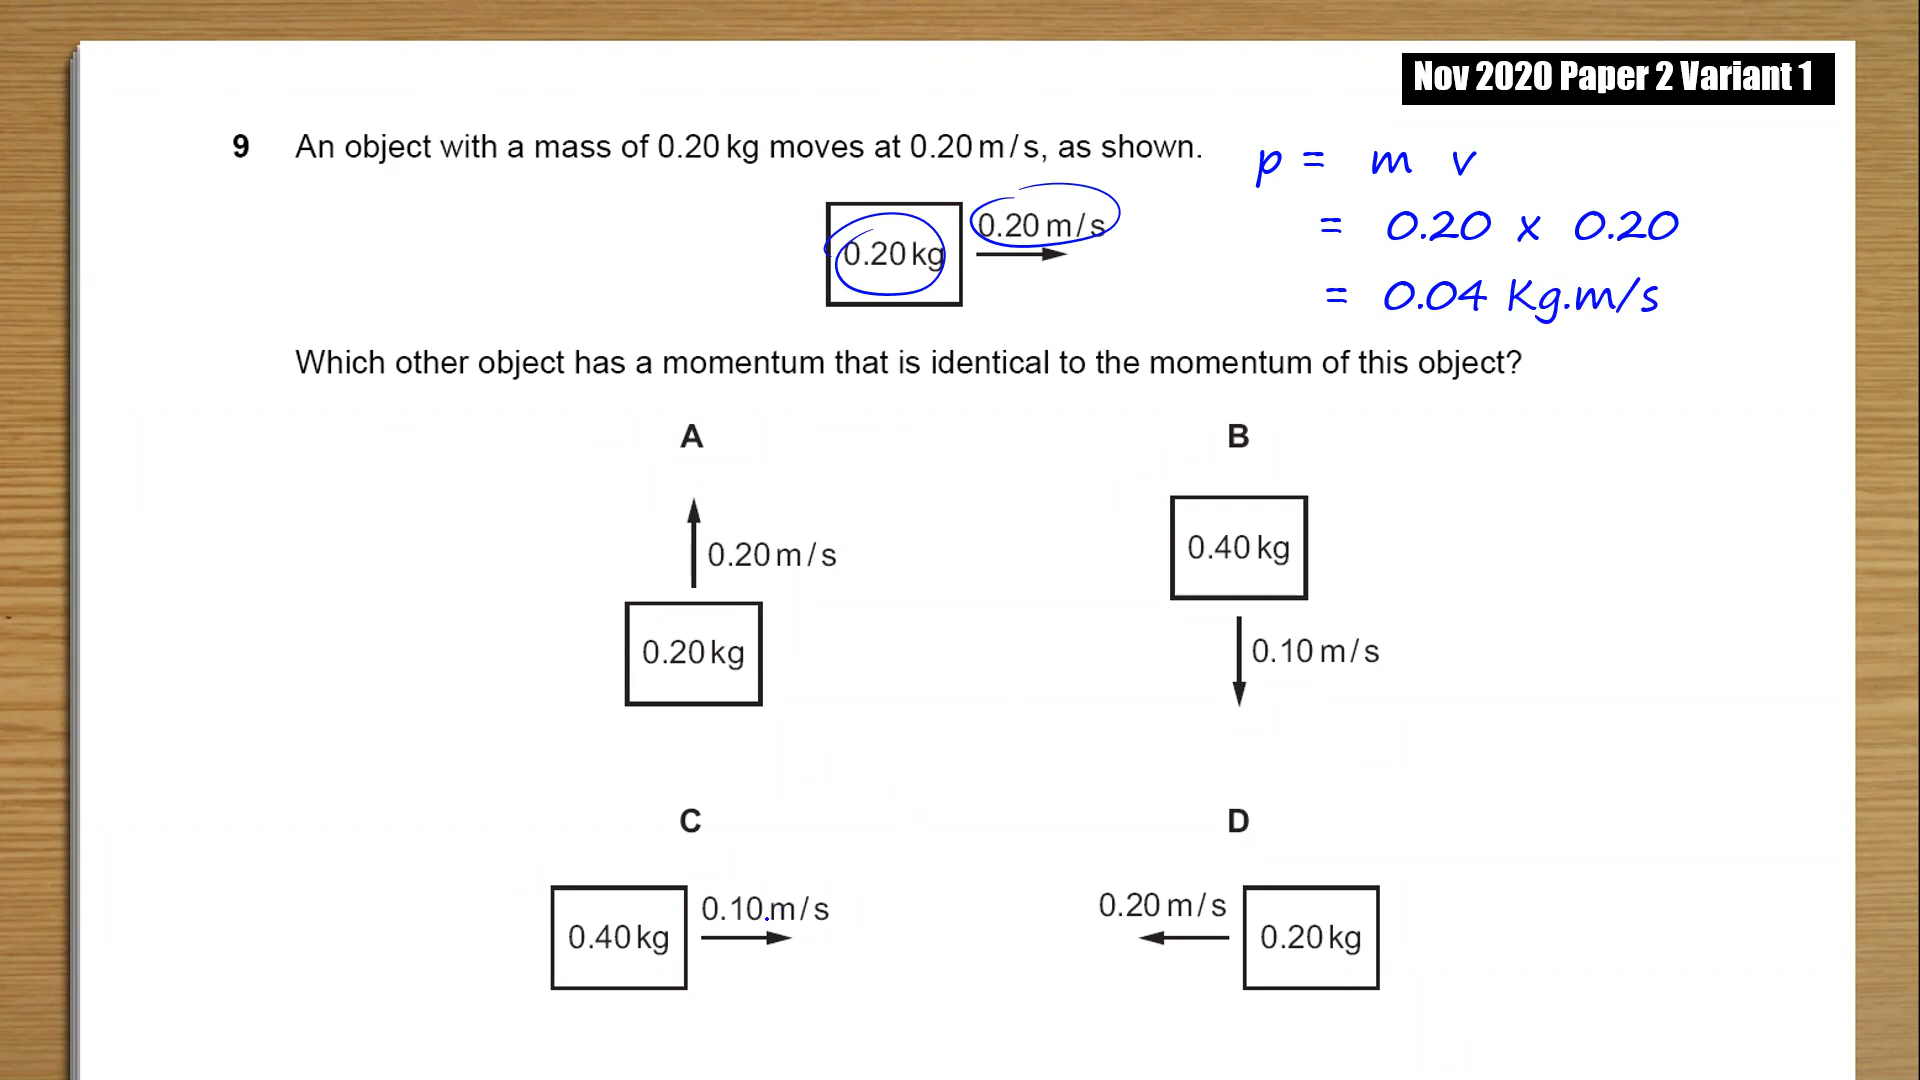 Nov 2020 Paper 2 Variant 1
9 An object with a mass of 0.20 kg moves at 0.20 m/s, as shown.
p = m v
0.20 m/s
= 0.20 x 0.20
0.20 kg
= 0.04 Kg.m/s
Which other object has a momentum that is identical to the momentum of this object?
A
0.20 m/s
0.20 kg
B
0.40 kg
0.10 m/s
C
0.40 kg
0.10 m/s
D
0.20 m/s
0.20 kg